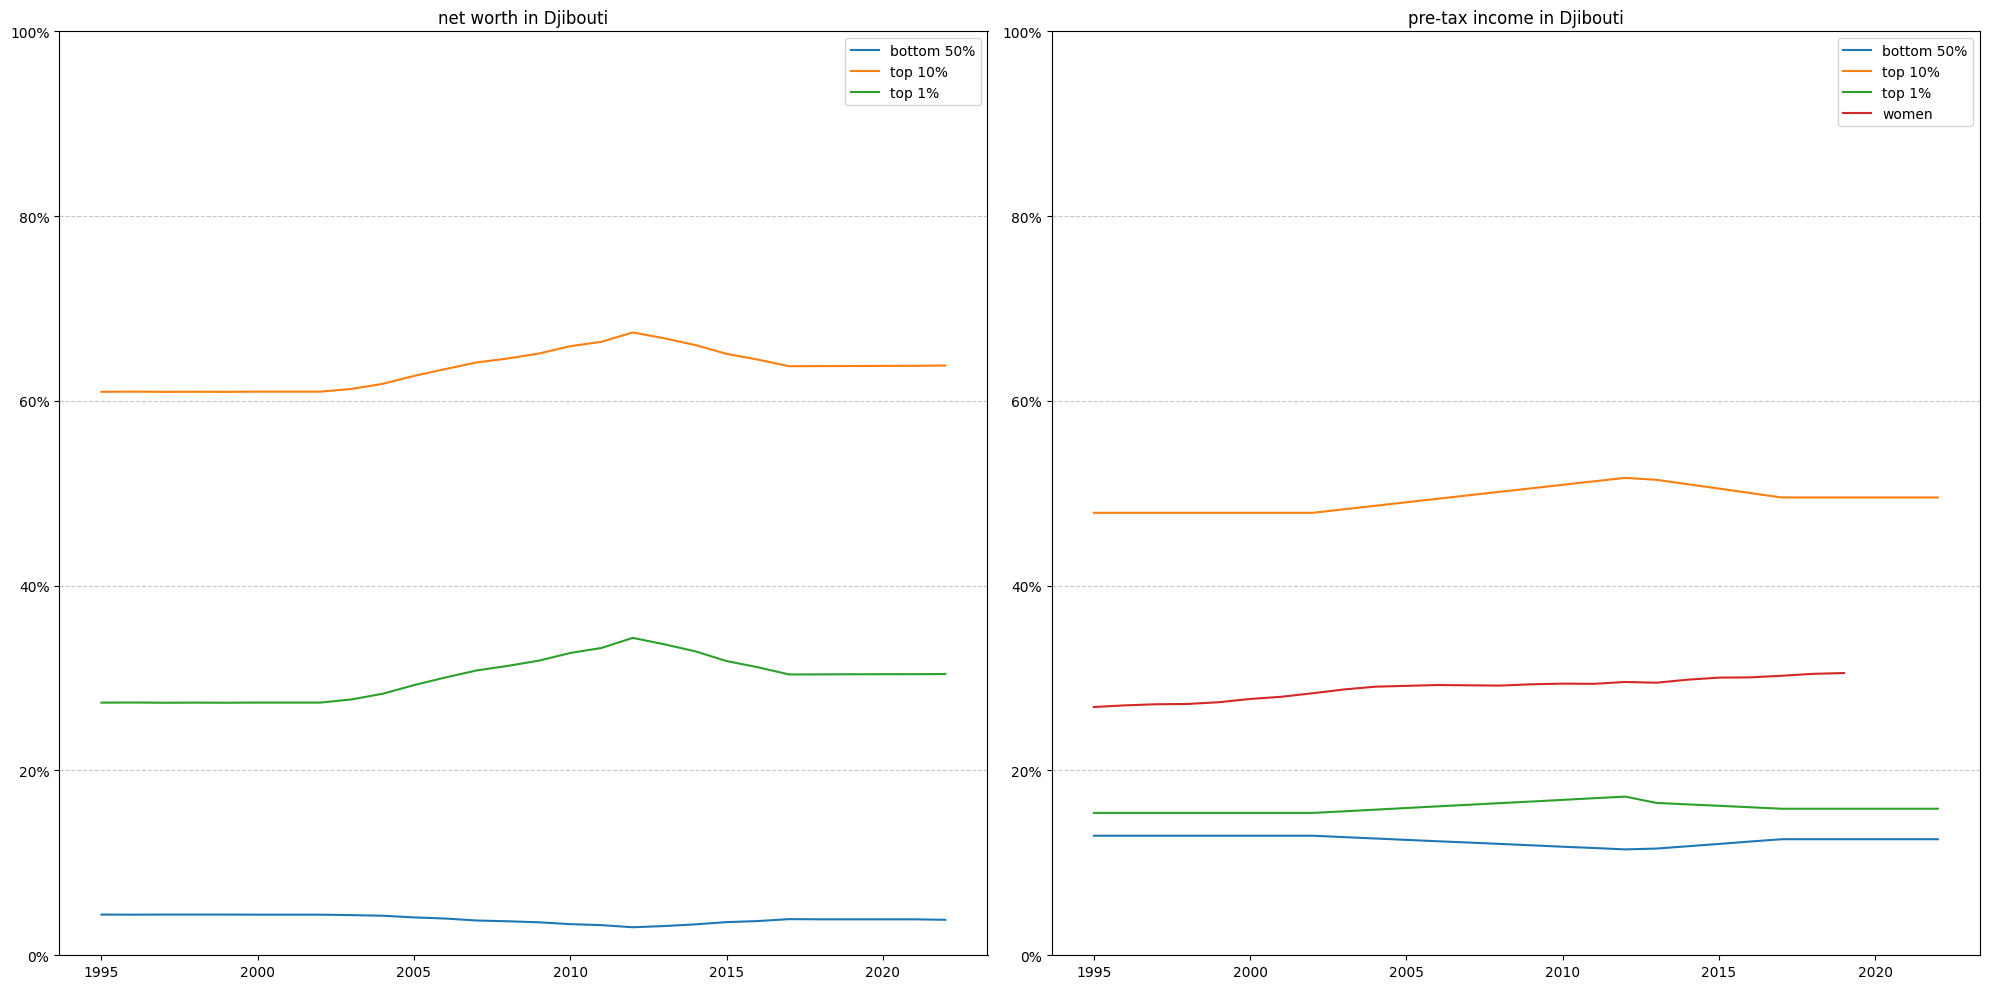 net worth in Djibouti
100%
80%
60%
40%
20%
0%
1995 2000 2005 2010 2015 2020
bottom 50%
top 10%
top 1%
pre-tax income in Djibouti
100%
80%
60%
40%
20%
0%
1995 2000 2005 2010 2015 2020
bottom 50%
top 10%
top 1%
women